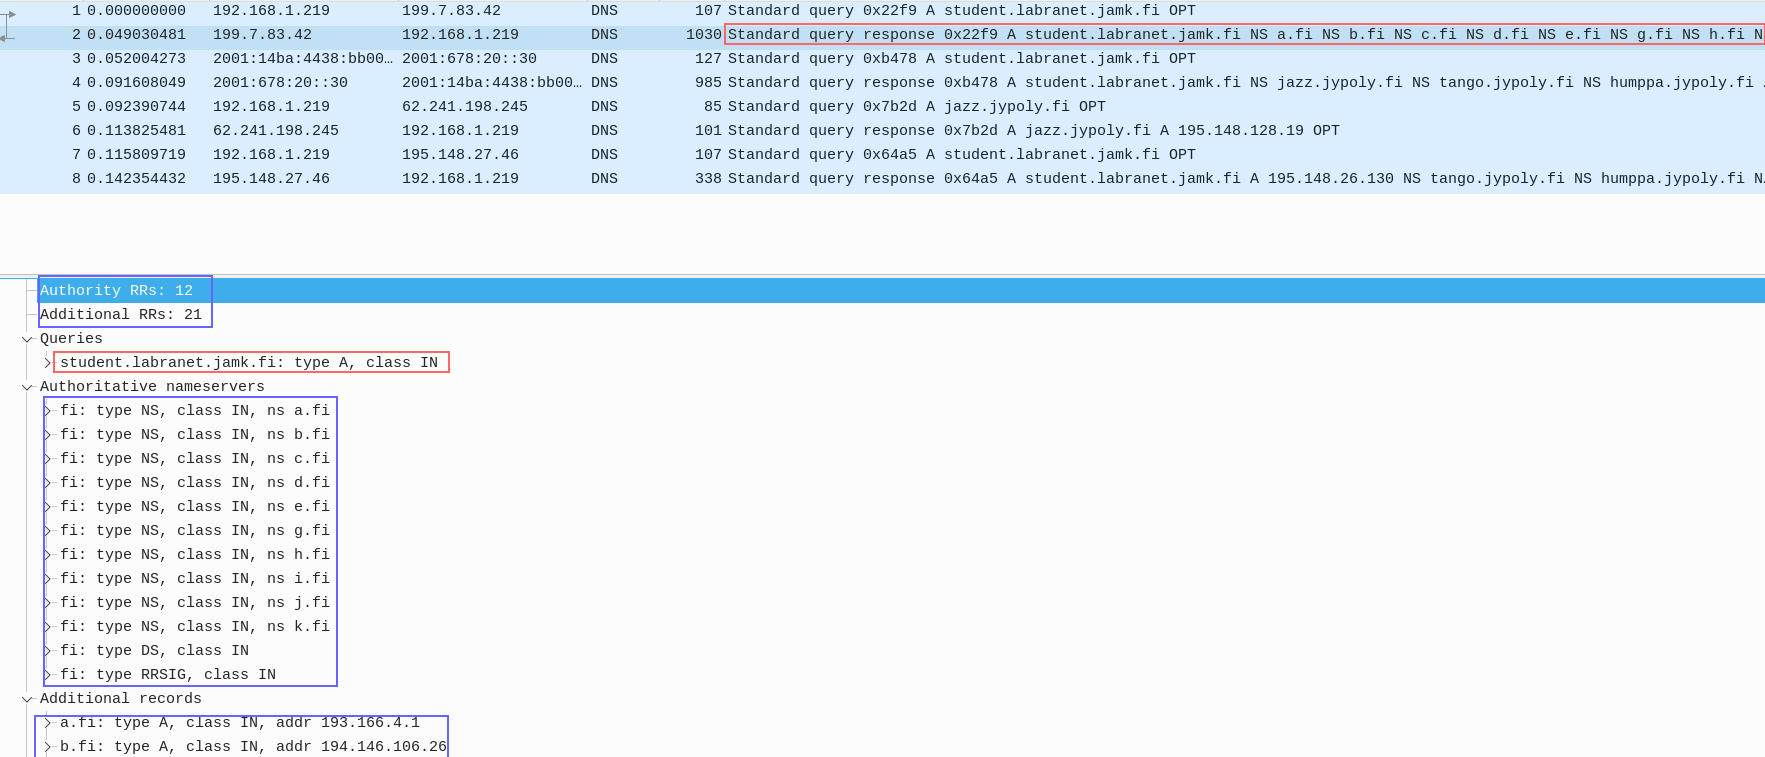 1 0.000000000 192.168.1.219 199.7.83.42 DNS 107 Standard query 0x22f9 A student.labranet.jamk.fi OPT
2 0.049030481 199.7.83.42 192.168.1.219 DNS 1030 Standard query response 0x22f9 A student.labranet.jamk.fi NS a.fi NS b.fi NS c.fi NS d.fi NS e.fi NS g.fi NS h.fi N
3 0.052004273 2001:14ba:4438:bb00… 2001:678:20::30 DNS 127 Standard query 0xb478 A student.labranet.jamk.fi OPT
4 0.091608049 2001:678:20::30 2001:14ba:4438:bb00… DNS 985 Standard query response 0xb478 A student.labranet.jamk.fi NS jazz.jypoly.fi NS tango.jypoly.fi NS humppa.jypoly.fi .
5 0.092390744 192.168.1.219 62.241.198.245 DNS 85 Standard query 0x7b2d A jazz.jypoly.fi OPT
6 0.113825481 62.241.198.245 192.168.1.219 DNS 101 Standard query response 0x7b2d A jazz.jypoly.fi A 195.148.128.19 OPT
7 0.115809719 192.168.1.219 195.148.27.46 DNS 107 Standard query 0x64a5 A student.labranet.jamk.fi OPT
8 0.142354432 195.148.27.46 192.168.1.219 DNS 338 Standard query response 0x64a5 A student.labranet.jamk.fi A 195.148.26.130 NS tango.jypoly.fi NS humppa.jypoly.fi N.
Authority RRs: 12
Additional RRs: 21
Queries
student.labranet.jamk.fi: type A, class IN
Authoritative nameservers
fi: type NS, class IN, ns a.fi
fi: type NS, class IN, ns b.fi
fi: type NS, class IN, ns c.fi
fi: type NS, class IN, ns d.fi
fi: type NS, class IN, ns e.fi
fi: type NS, class IN, ns g.fi
fi: type NS, class IN, ns h.fi
fi: type NS, class IN, ns i.fi
fi: type NS, class IN, ns j.fi
fi: type NS, class IN, ns k.fi
fi: type DS, class IN
fi: type RRSIG, class IN
Additional records
a.fi: type A, class IN, addr 193.166.4.1
b.fi: type A, class IN, addr 194.146.106.26